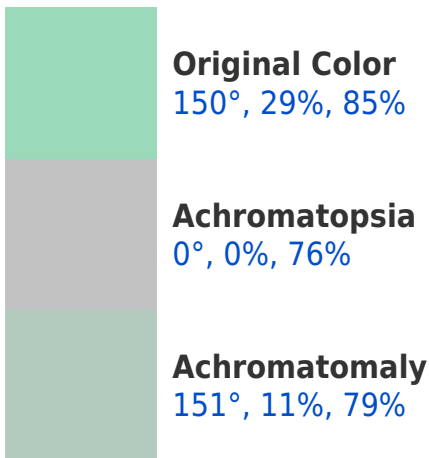 Original Color
150°, 29%, 85%
Achromatopsia
0°, 0%, 76%
Achromatomaly
151°, 11%, 79%